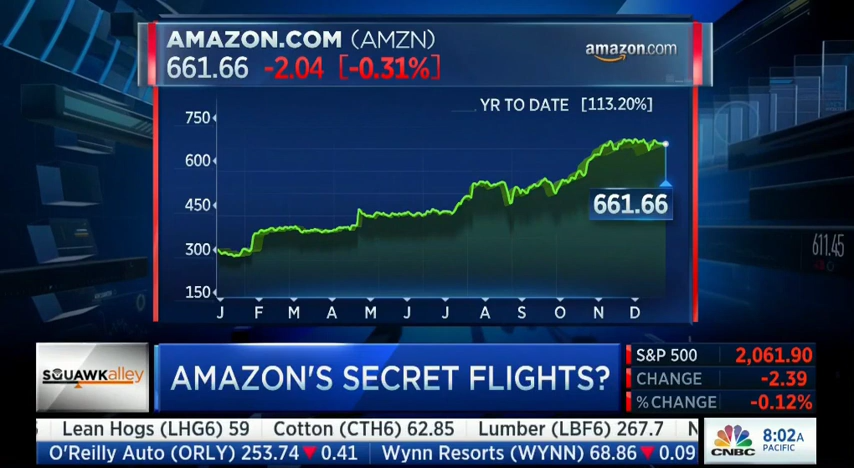 AMAZON.COM (AMZN)
661.66 -2.04 [-0.31%]
amazon.com
YR TO DATE [113.20%]
750
600
450
300
150
661.66
J F M A M J J A S O N D
611.45
SQUAWKalley
AMAZON'S SECRET FLIGHTS?
S&P 500 2,061.90
CHANGE -2.39
% CHANGE -0.12%
Lean Hogs (LHG6) 59 Cotton (CTH6) 62.85 Lumber (LBF6) 267.7 N
O'Reilly Auto (ORLY) 253.74 ▼ 0.41 Wynn Resorts (WYNN) 68.86 ▼ 0.09
CNBC
8:02A
PACIFIC